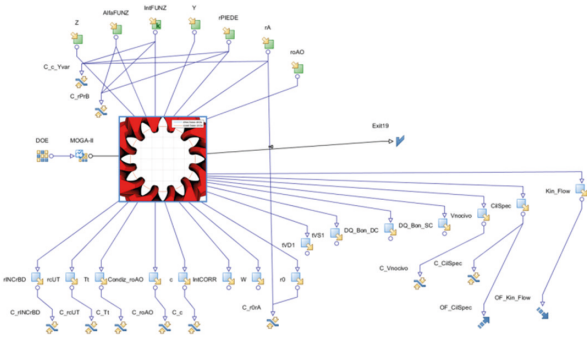 Z
AlfaFUNZ
IntFUNZ
Y
rPIEDE
rA
roAO
C_c_Yvar
C_rPrB
DOE
MOGA-II
Exit19
Kin_Flow
CilSpec
Vnocivo
DQ_Bon_SC
DQ_Bon_DC
tVS1
tVD1
rINCrBD
rcUT
Tt
Condiz_roAO
c
IntCORR
W
r0
C_Vnocivo
C_CilSpec
OF_CilSpec
OF_Kin_Flow
C_rINCrBD
C_rcUT
C_Tt
C_roAO
C_c
C_r0rA